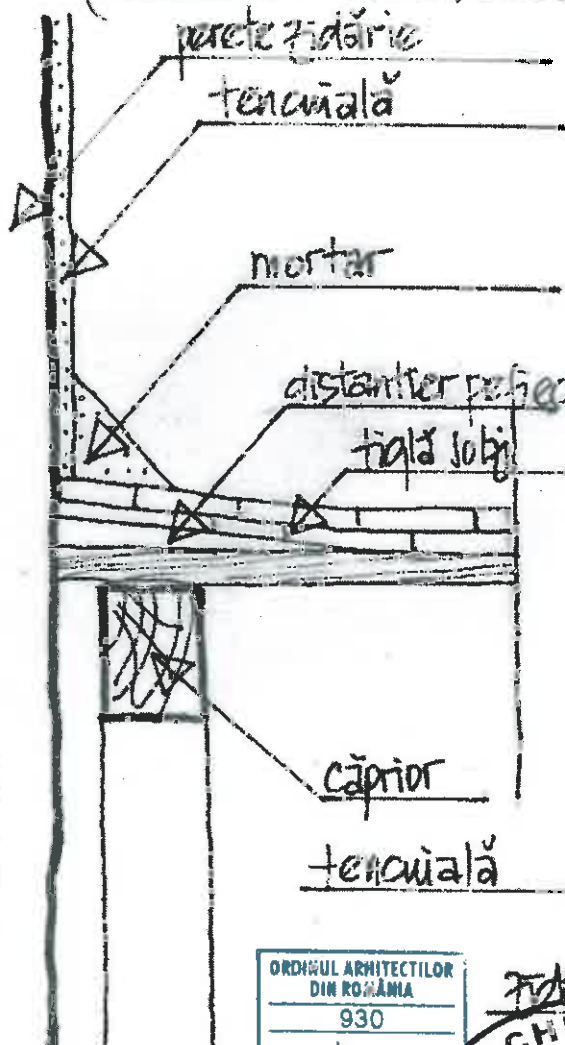 perete zidărie
tencuială
mortar
distanțier
țiglă solzi
căprior
tencuială
ORDINUL ARHITECTILOR
DIN ROMÂNIA
930